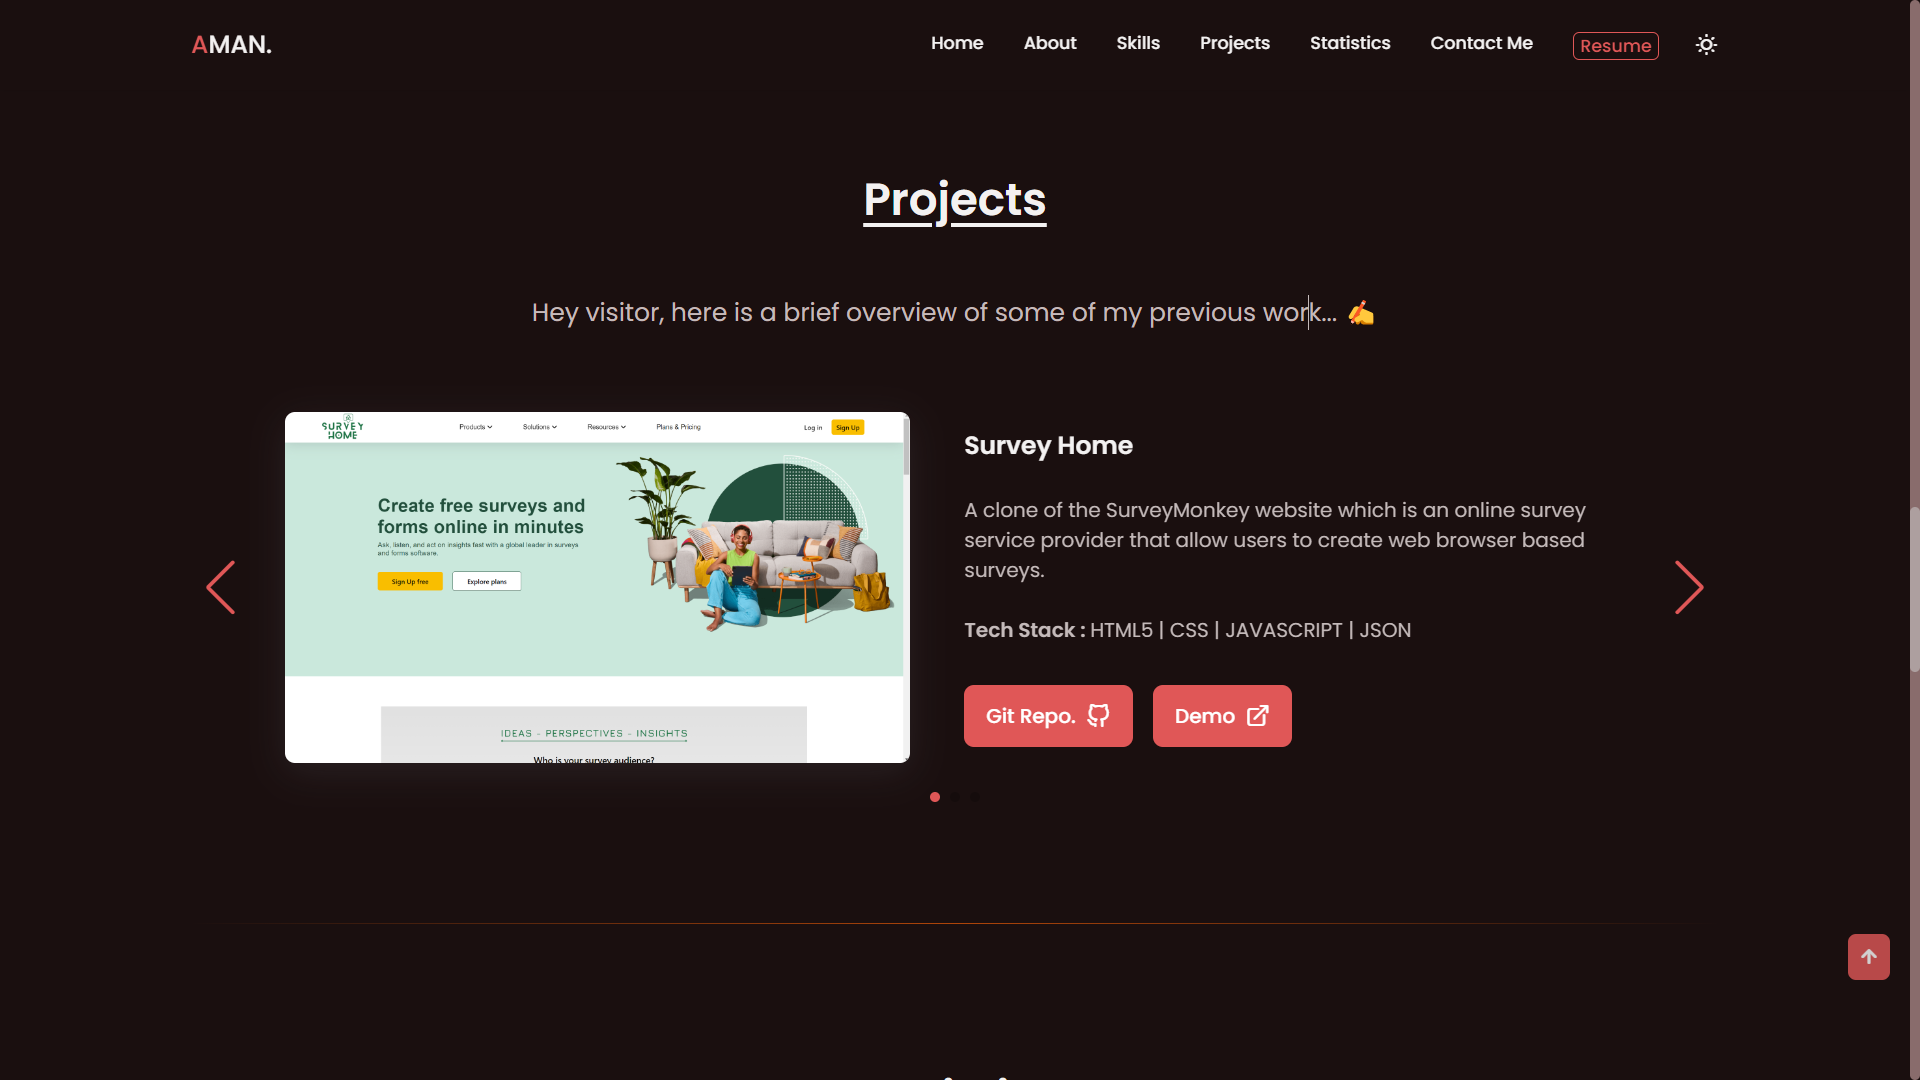 AMAN.
Home About Skills Projects Statistics Contact Me Resume
Projects
Hey visitor, here is a brief overview of some of my previous work... ✍️
SURVEY
HOME
Products Solutions Resources Plans & Pricing Log in Sign Up
Create free surveys and
forms online in minutes
Ask, listen, and act on insights fast with a global leader in surveys
and forms software.
Sign Up free Explore plans
IDEAS - PERSPECTIVES - INSIGHTS
Who is your survey audience?
Survey Home
A clone of the SurveyMonkey website which is an online survey
service provider that allow users to create web browser based
surveys.
Tech Stack : HTML5 | CSS | JAVASCRIPT | JSON
Git Repo. Demo